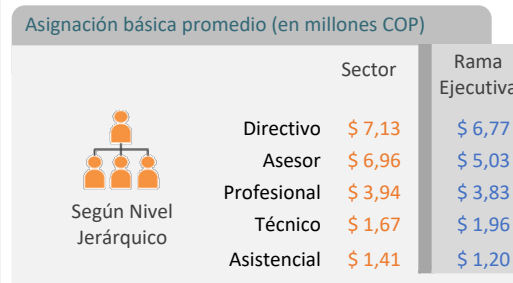 Asignación básica promedio (en millones COP)
Sector Rama
Ejecutiva
Directivo $ 7,13 $ 6,77
Asesor $ 6,96 $ 5,03
Profesional $ 3,94 $ 3,83
Técnico $ 1,67 $ 1,96
Asistencial $ 1,41 $ 1,20
Según Nivel
Jerárquico